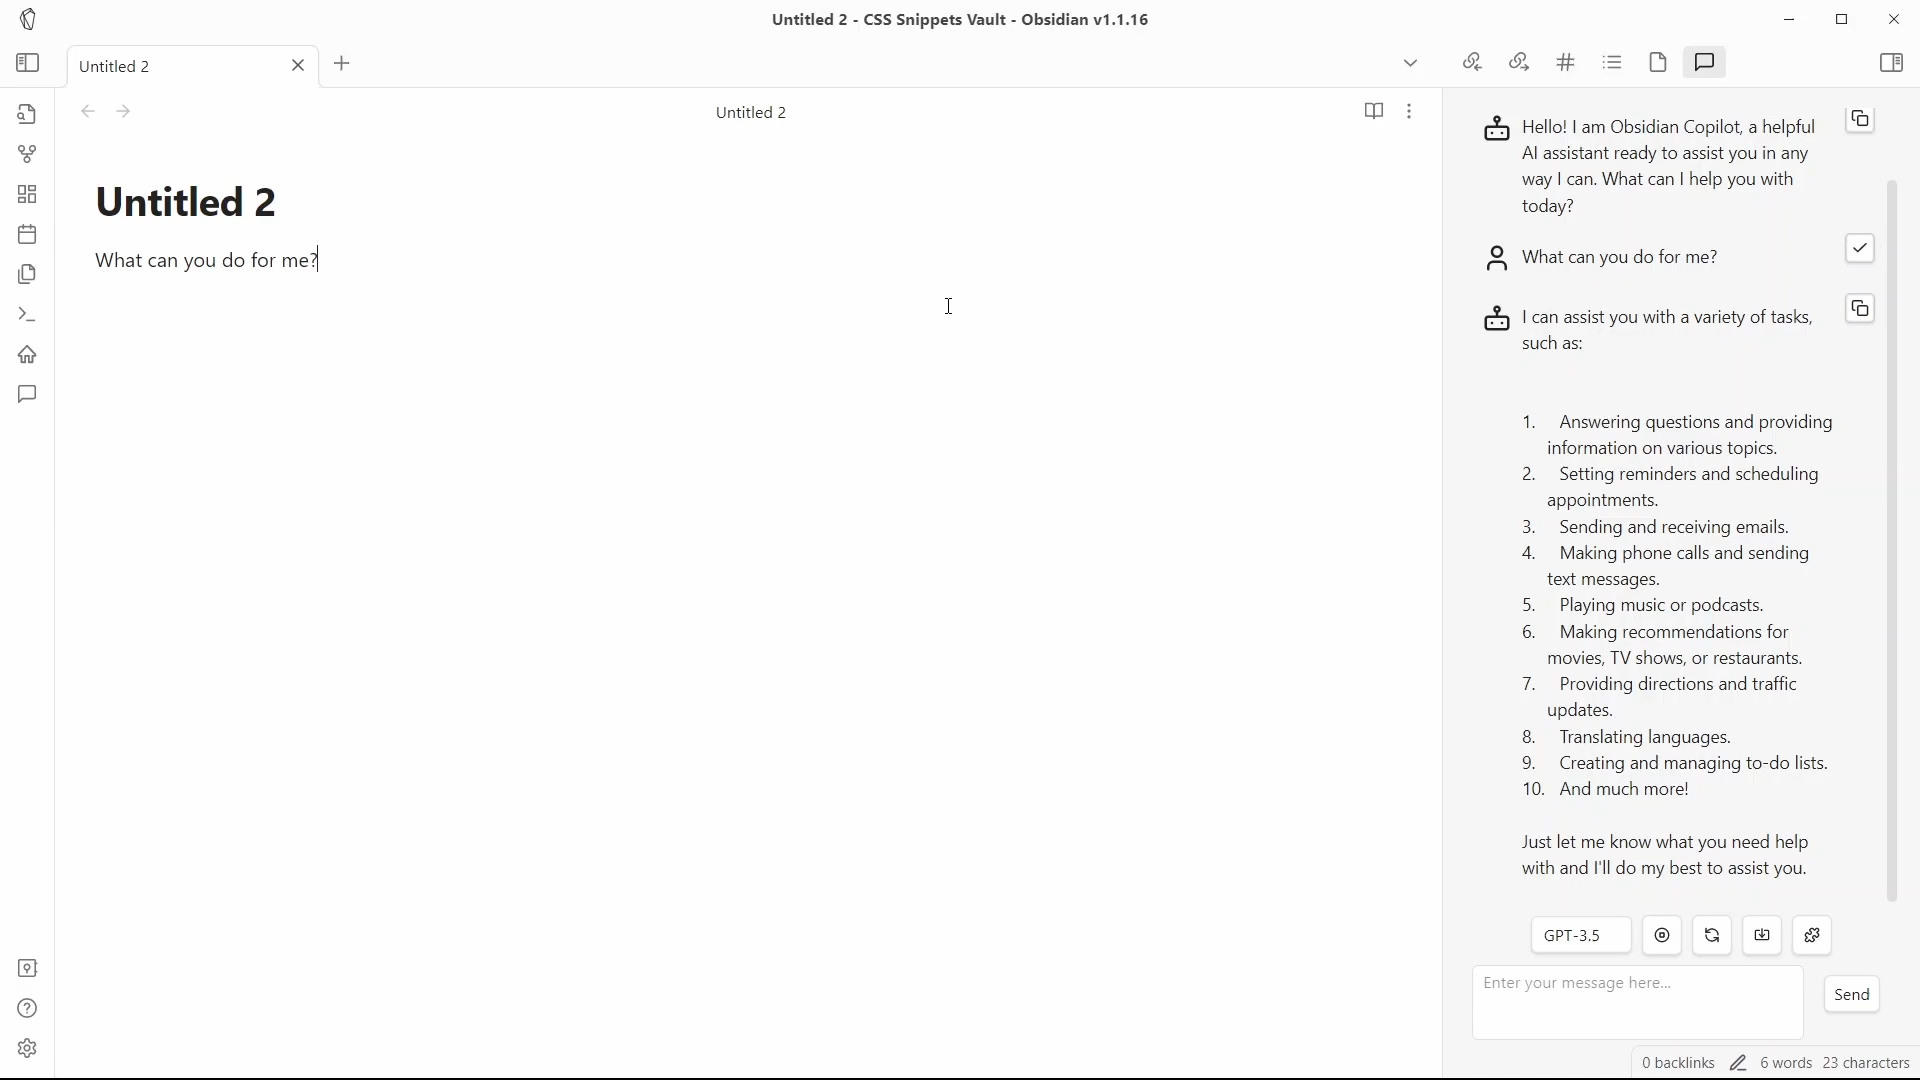 Untitled 2 - CSS Snippets Vault - Obsidian v1.1.16
Untitled 2
Untitled 2
Untitled 2
What can you do for me?
Hello! I am Obsidian Copilot, a helpful
AI assistant ready to assist you in any
way I can. What can I help you with
today?
What can you do for me?
I can assist you with a variety of tasks,
such as:
1. Answering questions and providing
information on various topics.
2. Setting reminders and scheduling
appointments.
3. Sending and receiving emails.
4. Making phone calls and sending
text messages.
5. Playing music or podcasts.
6. Making recommendations for
movies, TV shows, or restaurants.
7. Providing directions and traffic
updates.
8. Translating languages.
9. Creating and managing to-do lists.
10. And much more!
Just let me know what you need help
with and I'll do my best to assist you.
GPT-3.5
Enter your message here...
Send
0 backlinks 6 words 23 characters